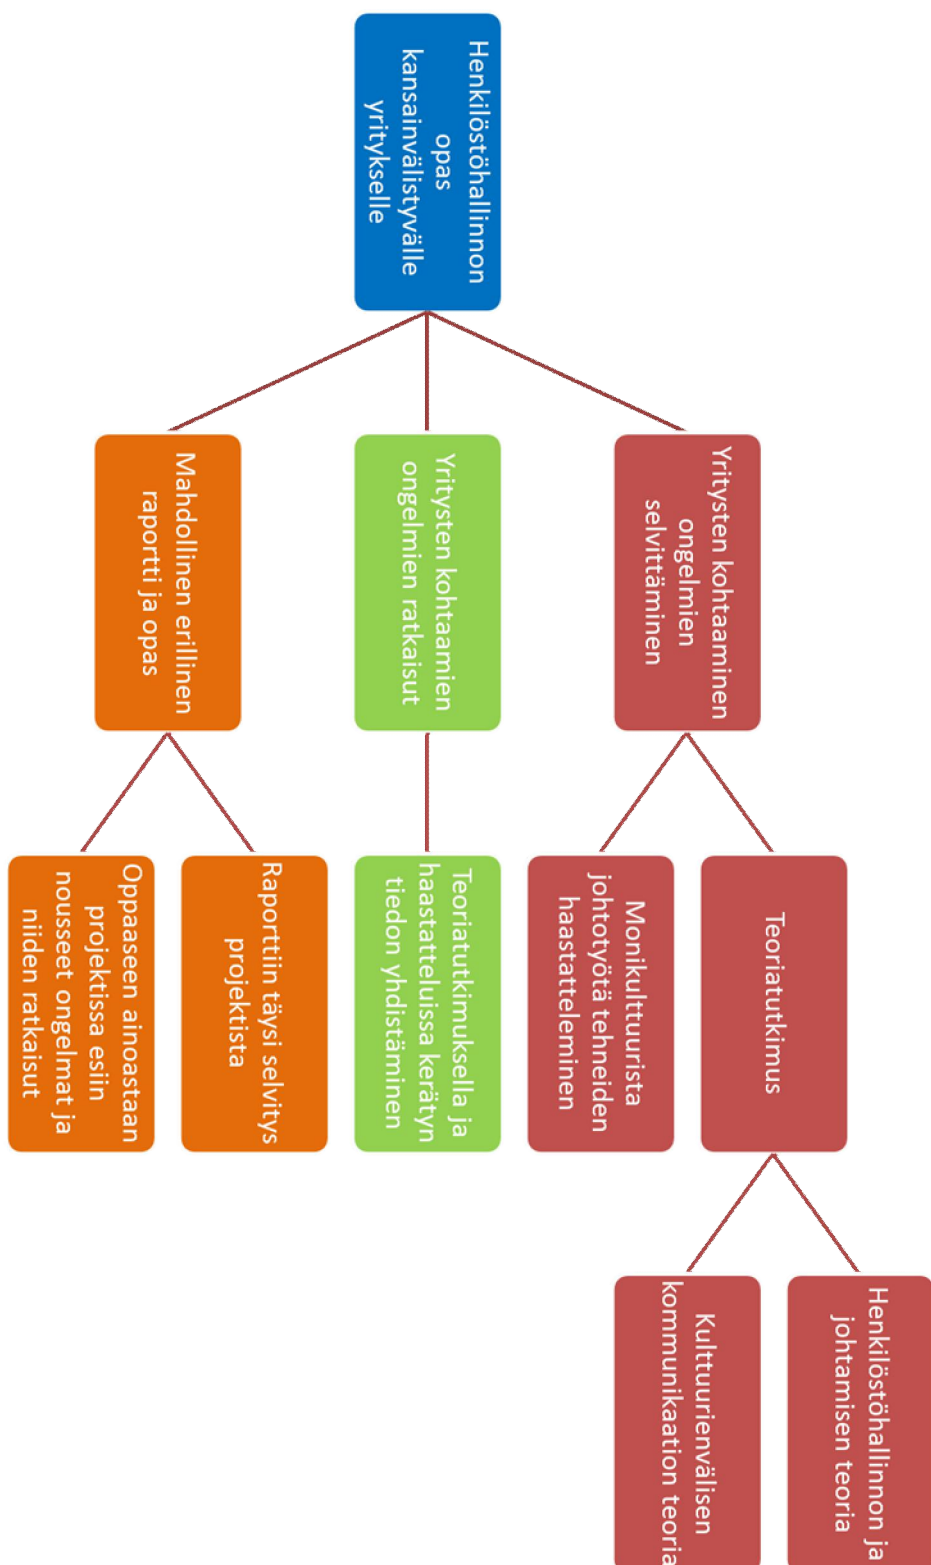 Henkilöstöhallinnon
opas
kansainvälistyvälle
yritykselle
Yritysten kohtaaminen
ongelmien
selvittäminen
Teoriatutkimus
Henkilöstöhallinnon ja
johtamisen teoria
Kulttuurienvälisen
kommunikaation teoria
Monikulttuurista
johtotyötä tehneiden
haastatteleminen
Yritysten kohtaamien
ongelmien ratkaisut
Teoriatutkimuksella ja
haastatteluissa kerätyn
tiedon yhdistäminen
Mahdollinen erillinen
raportti ja opas
Raporttiin täysi selvitys
projektista
Oppaaseen ainoastaan
projektissa esiin
nousseet ongelmat ja
niiden ratkaisut